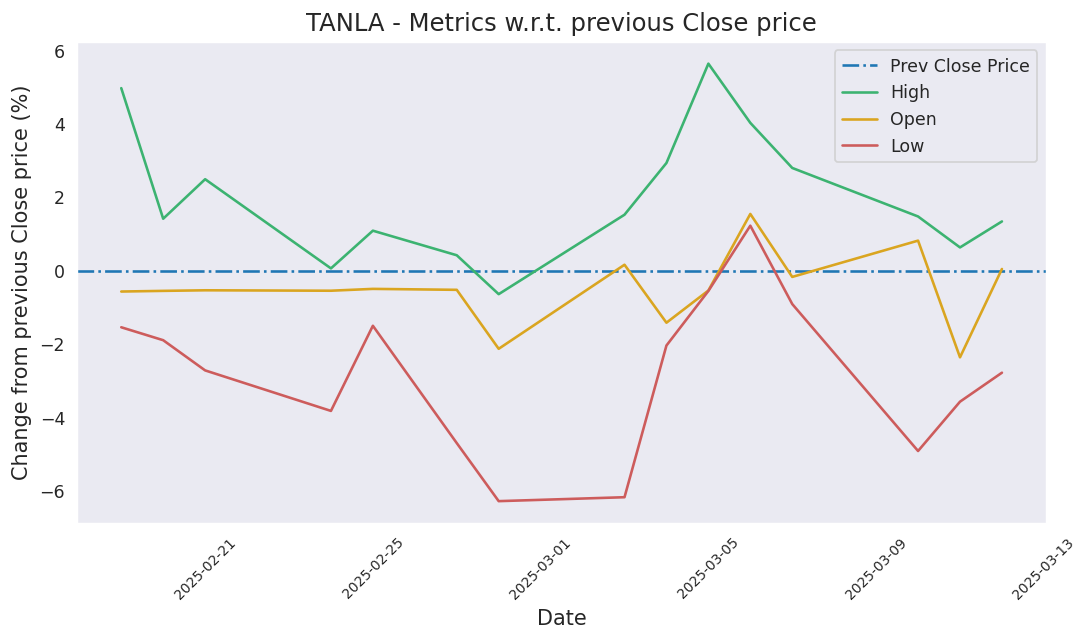 TANLA - Metrics w.r.t. previous Close price
Change from previous Close price (%)
6
4
2
0
−2
−4
−6
Prev Close Price
High
Open
Low
2025-02-21
2025-02-25
2025-03-01
2025-03-05
2025-03-09
2025-03-13
Date